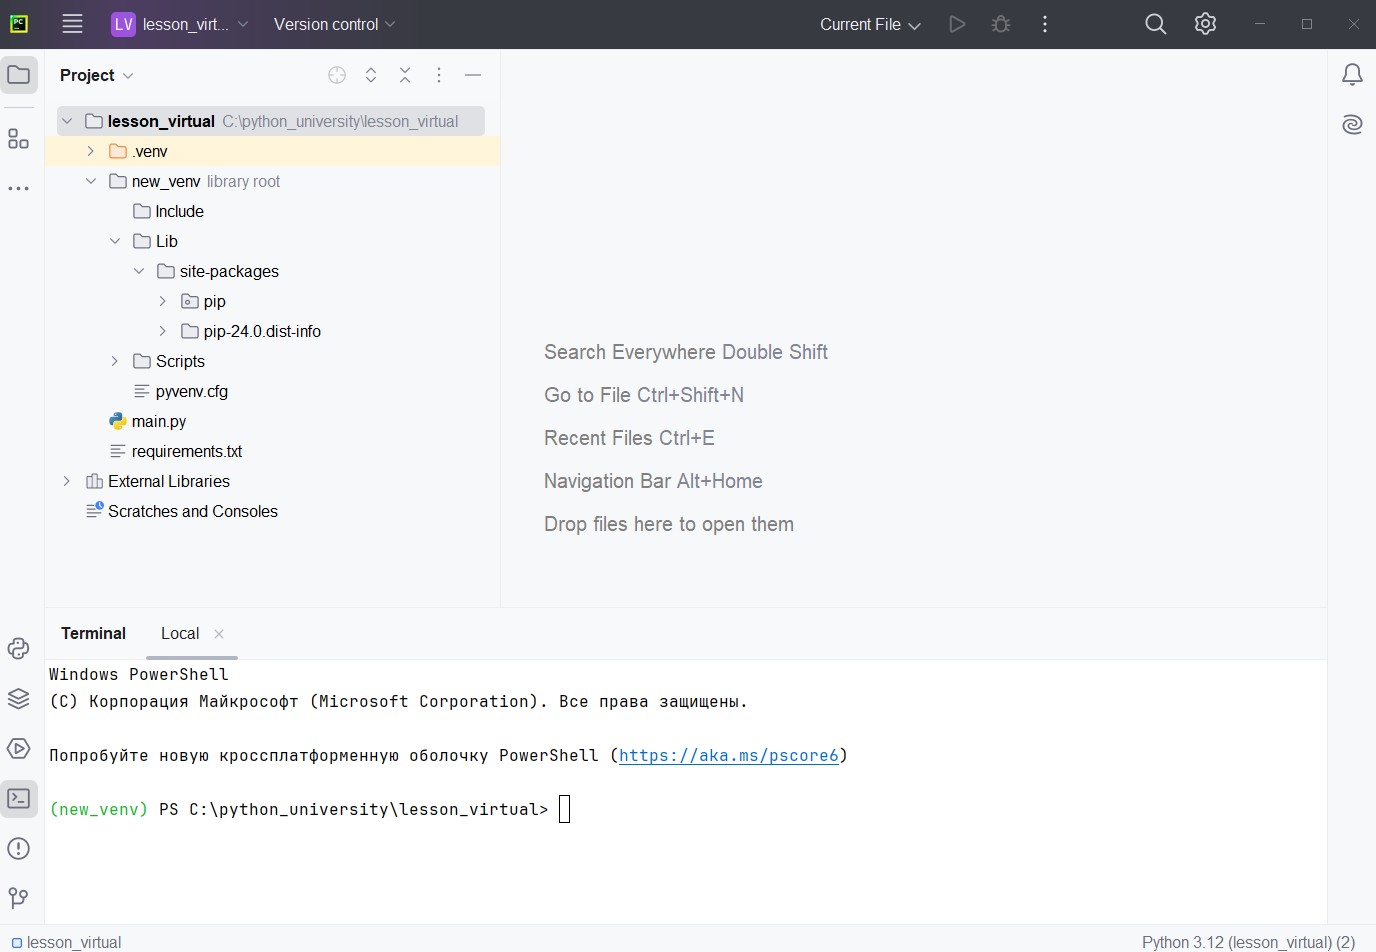 PC LV lesson_virt... Version control Current File
Project
lesson_virtual C:\python_university\lesson_virtual
.venv
new_venv library root
Include
Lib
site-packages
pip
pip-24.0.dist-info
Scripts
pyvenv.cfg
main.py
requirements.txt
External Libraries
Scratches and Consoles
Search Everywhere Double Shift
Go to File Ctrl+Shift+N
Recent Files Ctrl+E
Navigation Bar Alt+Home
Drop files here to open them
Terminal Local
Windows PowerShell
(C) Корпорация Майкрософт (Microsoft Corporation). Все права защищены.
Попробуйте новую кроссплатформенную оболочку PowerShell (https://aka.ms/pscore6)
(new_venv) PS C:\python_university\lesson_virtual>
lesson_virtual Python 3.12 (lesson_virtual) (2)